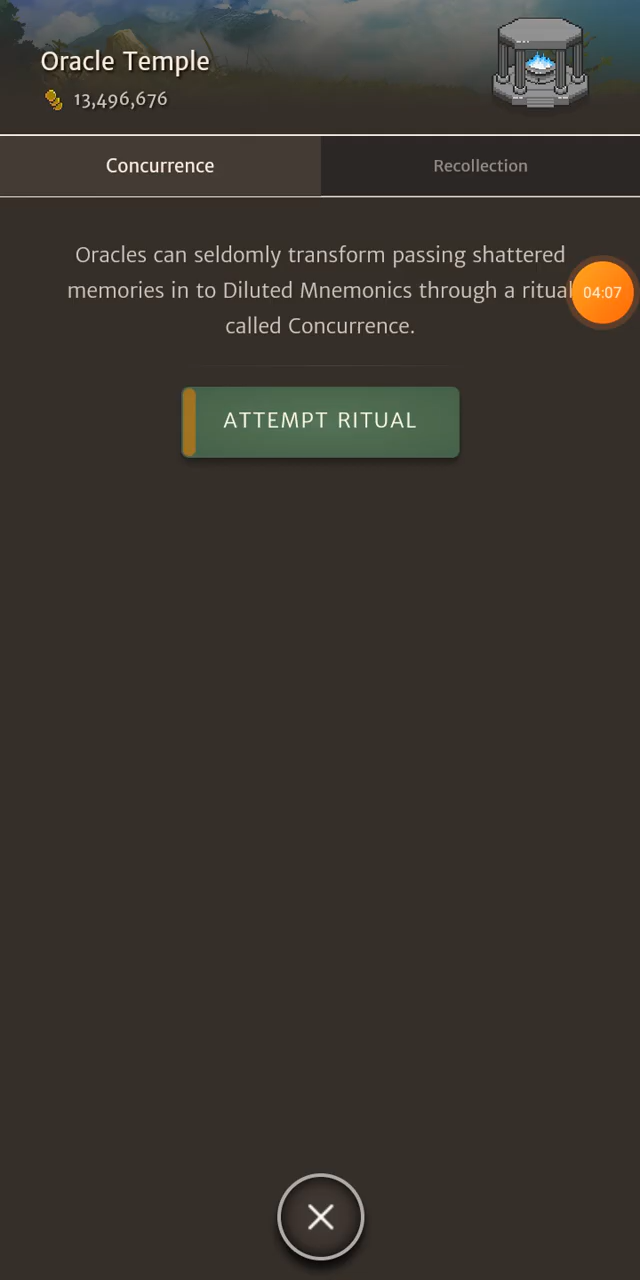 Oracle Temple
13,496,676
Concurrence
Recollection
Oracles can seldomly transform passing shattered
memories in to Diluted Mnemonics through a ritual
called Concurrence.
04:07
ATTEMPT RITUAL